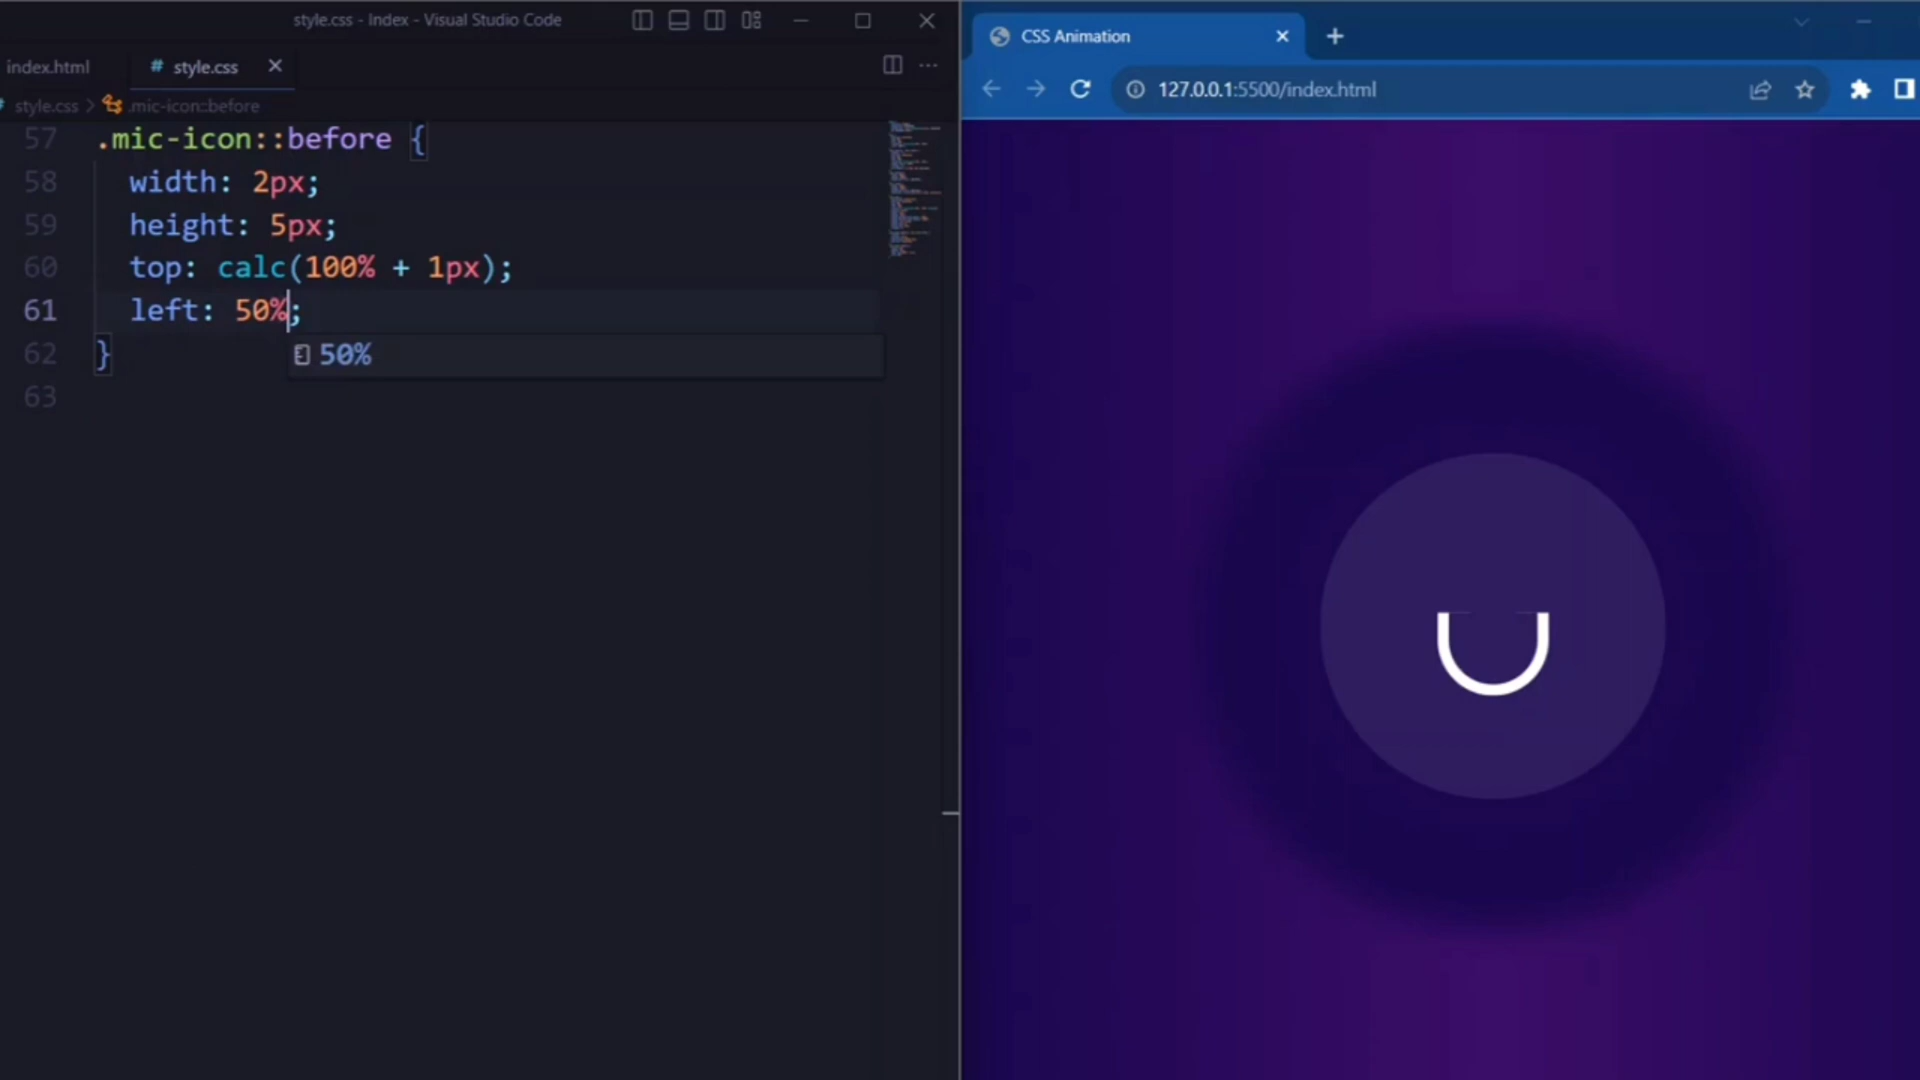 style.css - Index - Visual Studio Code
index.html
# style.css
style.css > .mic-icon::before
57 .mic-icon::before {
58 width: 2px;
59 height: 5px;
60 top: calc(100% + 1px);
61 left: 50%;
62 }
50%
63
CSS Animation
127.0.0.1:5500/index.html